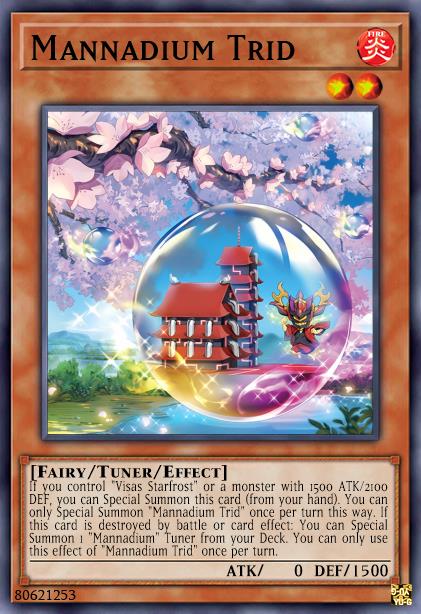 Mannadium Trid
FIRE
炎
[Fairy/Tuner/Effect]
If you control "Visas Starfrost" or a monster with 1500 ATK/2100
DEF, you can Special Summon this card (from your hand). You can
only Special Summon "Mannadium Trid" once per turn this way. If
this card is destroyed by battle or card effect: You can Special
Summon 1 "Mannadium" Tuner from your Deck. You can only
use this effect of "Mannadium Trid" once per turn.
ATK/ 0 DEF/1500
80621253